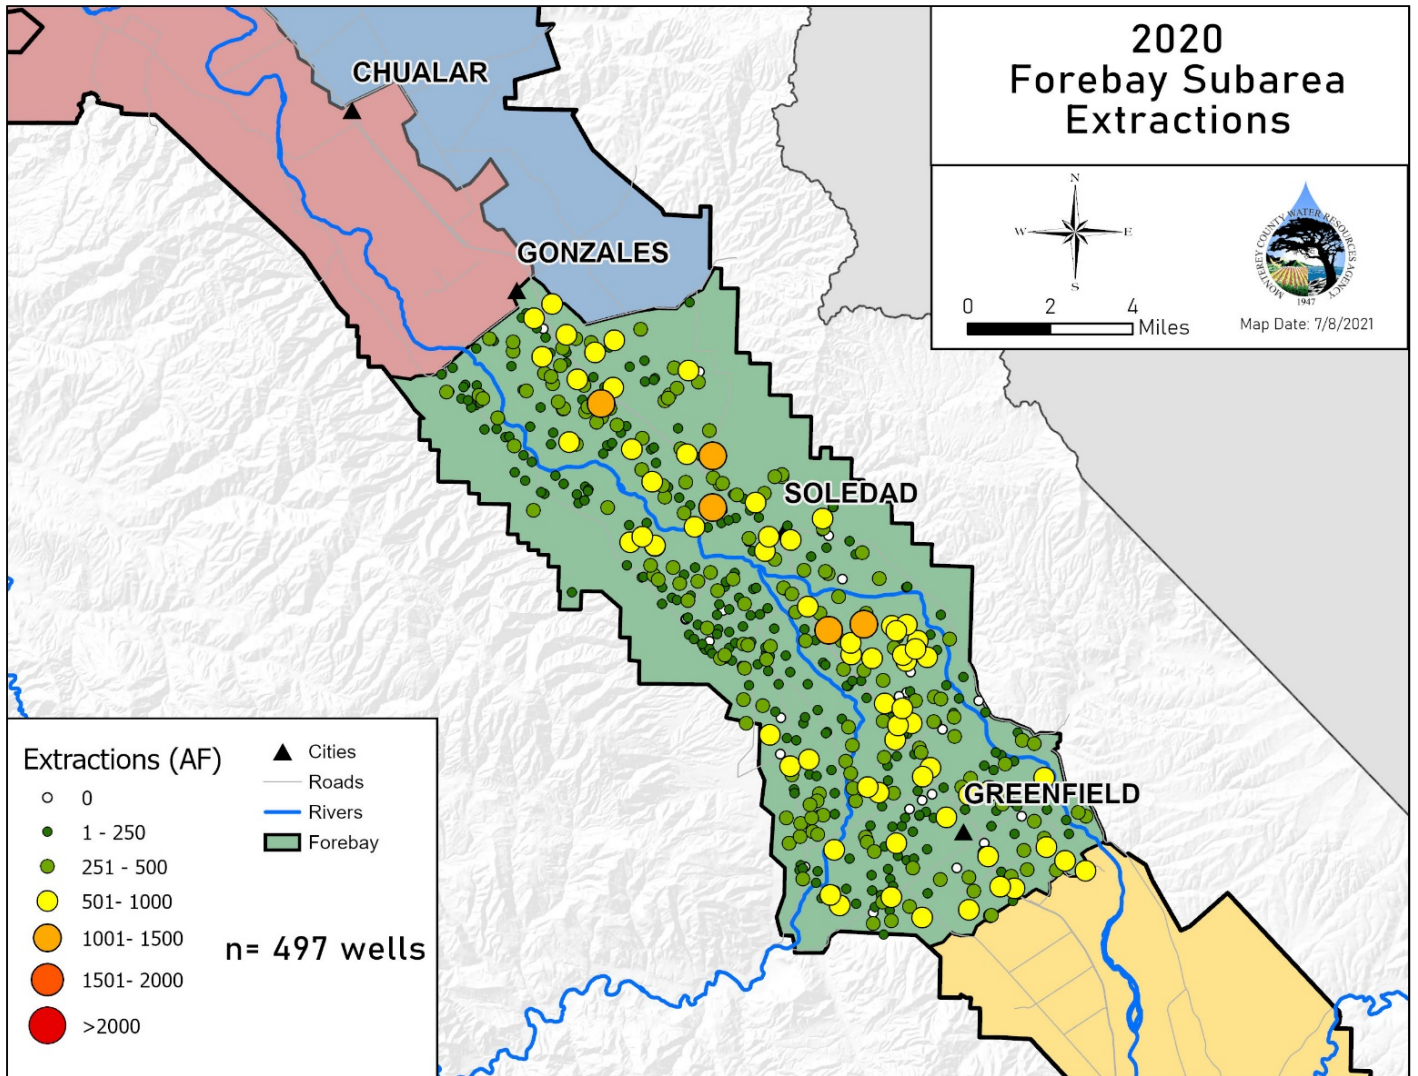 2020
Forebay Subarea
Extractions
N
W
E
S
0 2 4
Miles
MONTEREY COUNTY WATER RESOURCES AGENCY
1947
Map Date: 7/8/2021
CHUALAR
GONZALES
SOLEDAD
GREENFIELD
Extractions (AF)
0
1 - 250
251 - 500
501- 1000
1001- 1500
1501- 2000
>2000
Cities
Roads
Rivers
Forebay
n= 497 wells